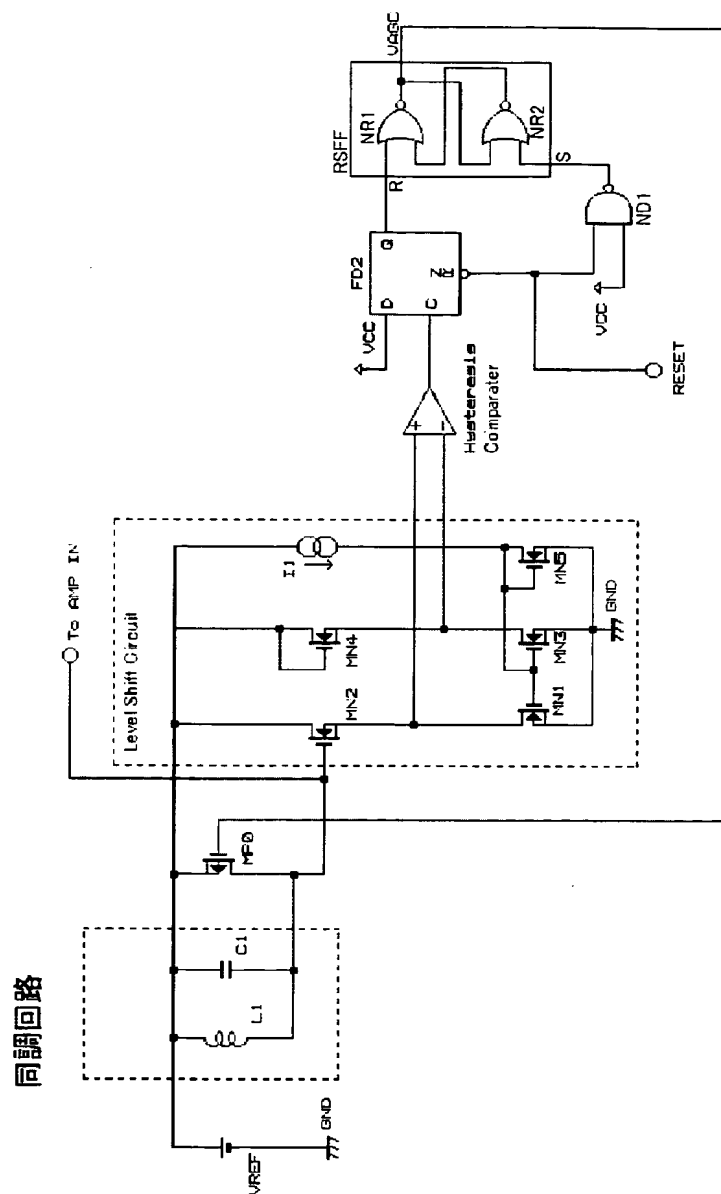 同調回路
VREF
GND
L1
C1
MP0
To AMP IN
Level Shift Circuit
MN2
MN4
I1
MN1
MN3
MN5
GND
+
-
Hysteresis
Comparater
VCC
FD2
D
Q
C
RESET
VCC
ND1
RSFF
R
S
NR1
NR2
VAGC